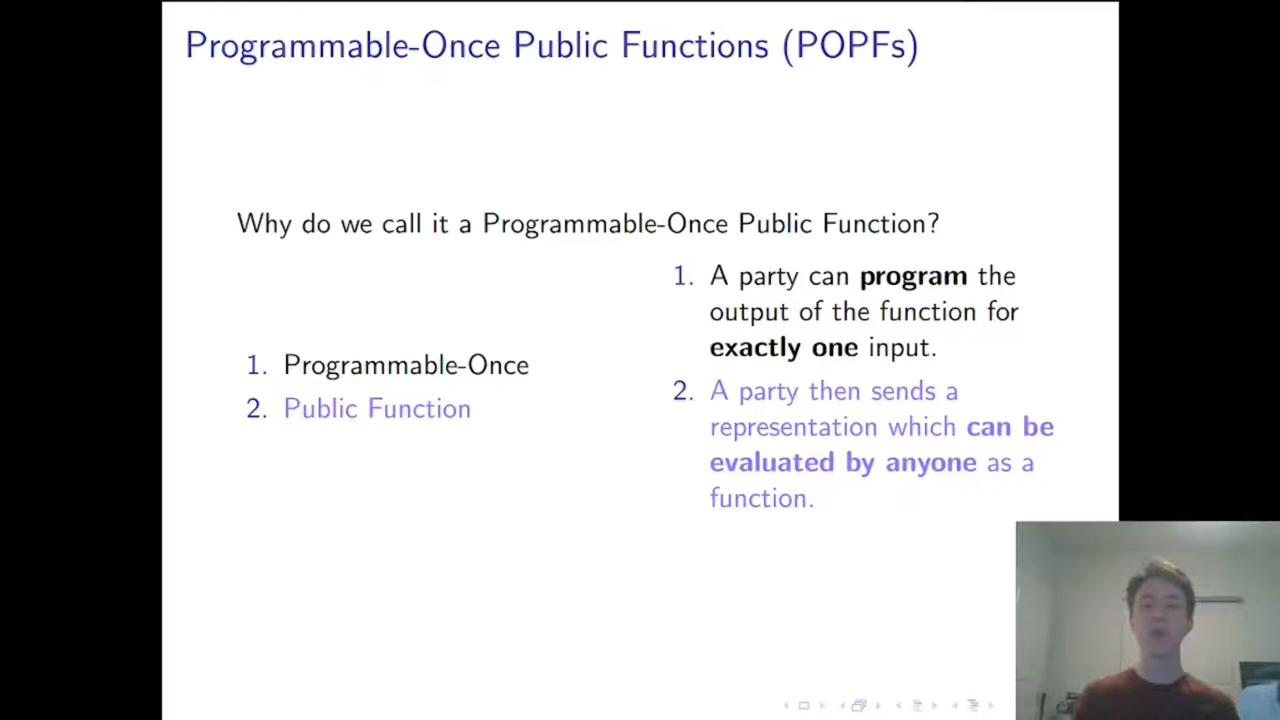 Programmable-Once Public Functions (POPFs)
Why do we call it a Programmable-Once Public Function?
1. Programmable-Once
2. Public Function
1. A party can program the
output of the function for
exactly one input.
2. A party then sends a
representation which can be
evaluated by anyone as a
function.